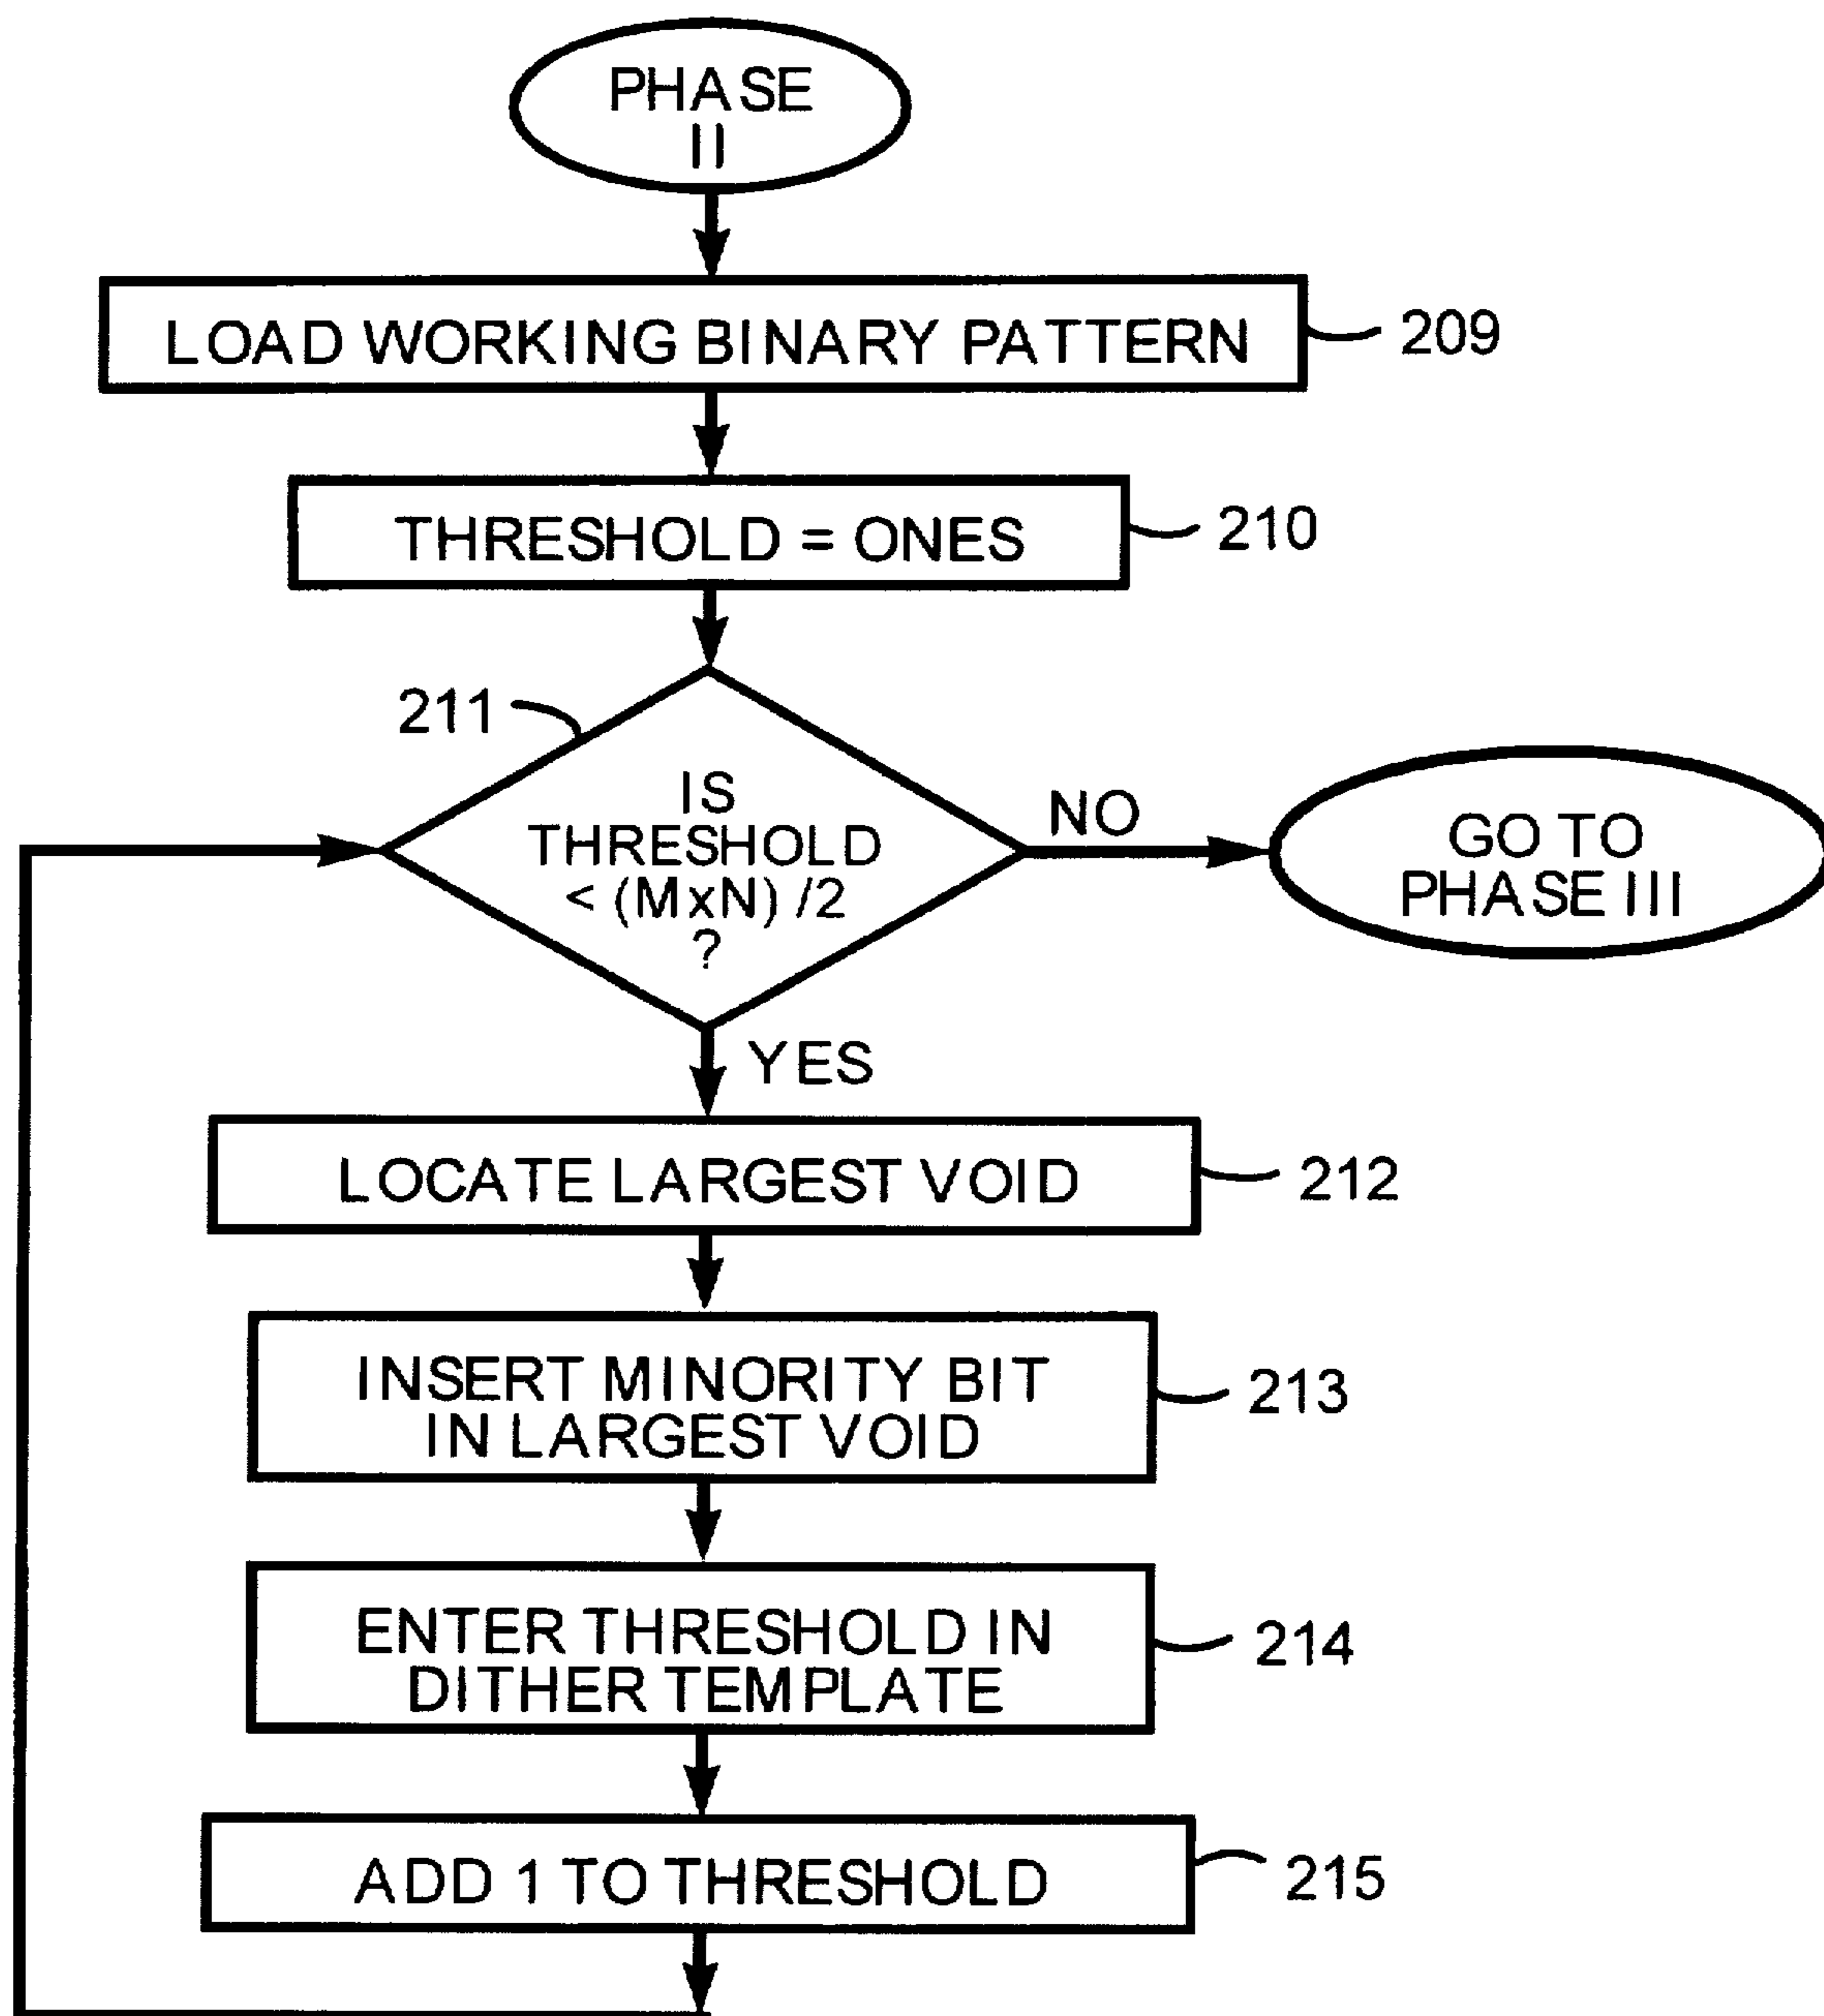 PHASE
II
LOAD WORKING BINARY PATTERN
209
THRESHOLD = ONES
210
211
IS
THRESHOLD
< (MxN) /2
?
NO
GO TO
PHASE III
YES
LOCATE LARGEST VOID
212
INSERT MINORITY BIT
IN LARGEST VOID
213
ENTER THRESHOLD IN
DITHER TEMPLATE
214
ADD 1 TO THRESHOLD
215